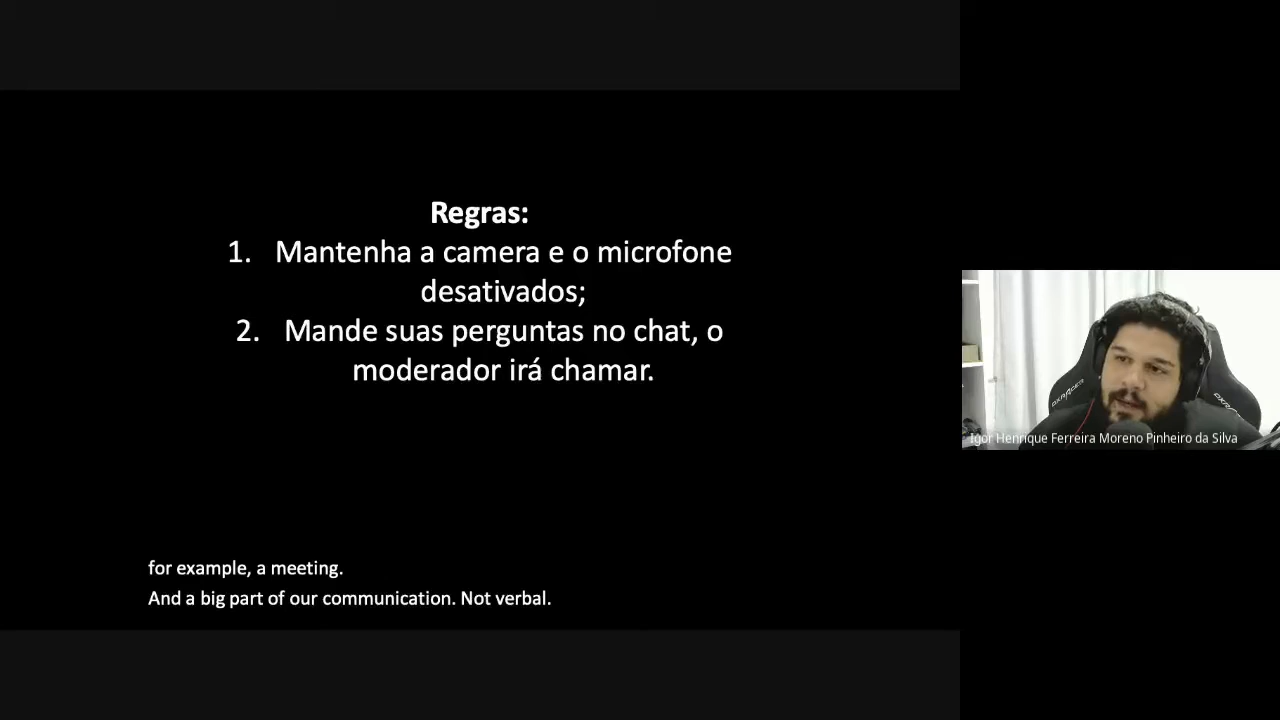 Regras:
1. Mantenha a camera e o microfone
desativados;
2. Mande suas perguntas no chat, o
moderador irá chamar.
for example, a meeting.
And a big part of our communication. Not verbal.
Igor Henrique Ferreira Moreno Pinheiro da Silva